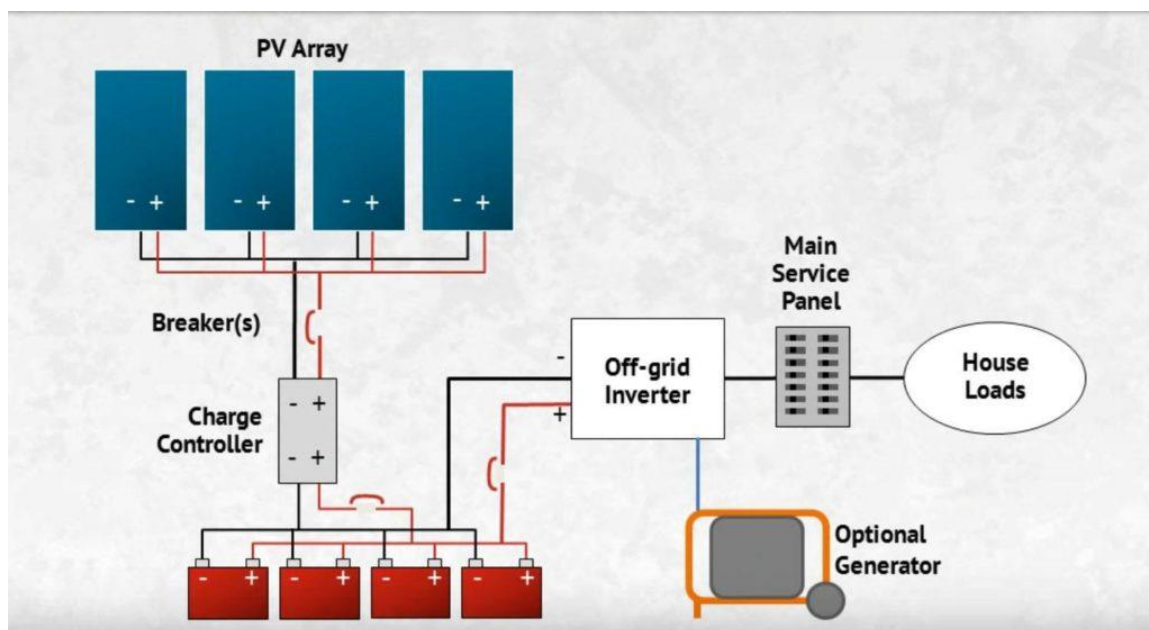 PV Array
- +
- +
- +
- +
Breaker(s)
Main
Service
Panel
-
Off-grid
Inverter
+
House
Loads
Charge
Controller
- +
- +
Optional
Generator
- +
- +
- +
- +